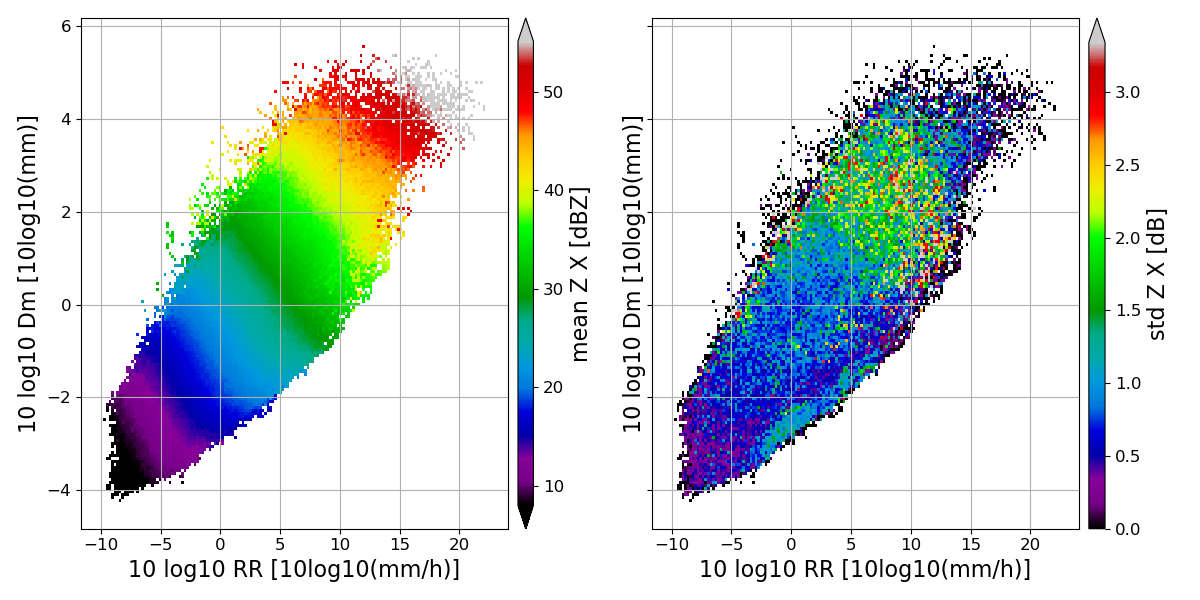 6
4
2
0
−2
−4
10 log10 Dm [10log10(mm)]
−10 −5 0 5 10 15 20
10 log10 RR [10log10(mm/h)]
50
40
30
20
10
mean Z X [dBZ]
10 log10 Dm [10log10(mm)]
−10 −5 0 5 10 15 20
10 log10 RR [10log10(mm/h)]
3.0
2.5
2.0
1.5
1.0
0.5
0.0
std Z X [dB]